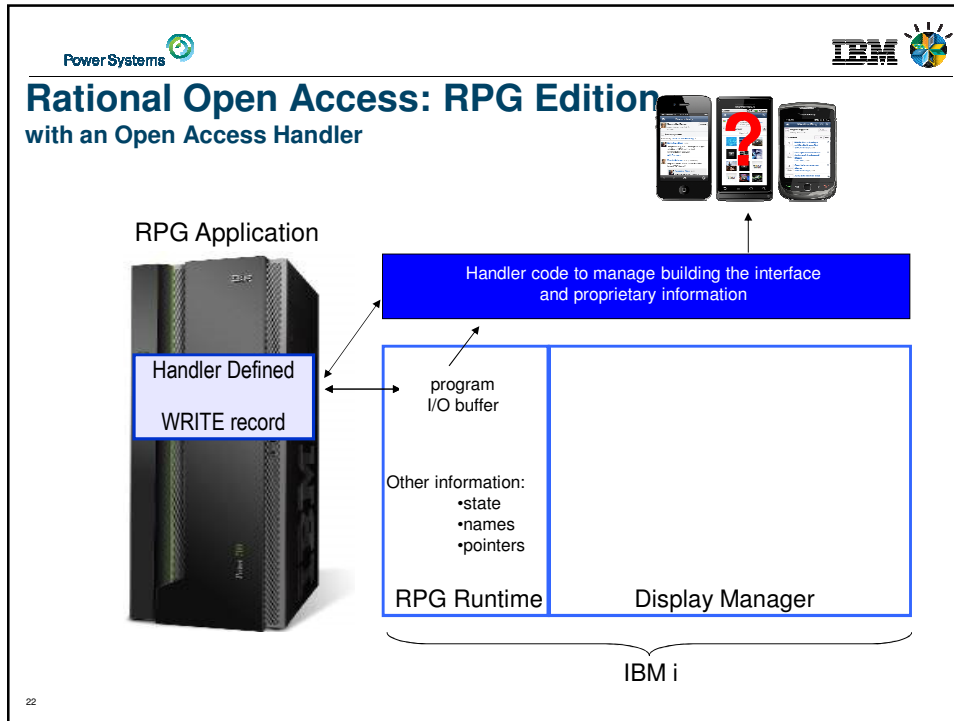 Power Systems
IBM
Rational Open Access: RPG Edition
with an Open Access Handler
?
RPG Application
IBM
Handler code to manage building the interface
and proprietary information
Handler Defined
WRITE record
program
I/O buffer
Other information:
•state
•names
•pointers
RPG Runtime
Display Manager
IBM i
22